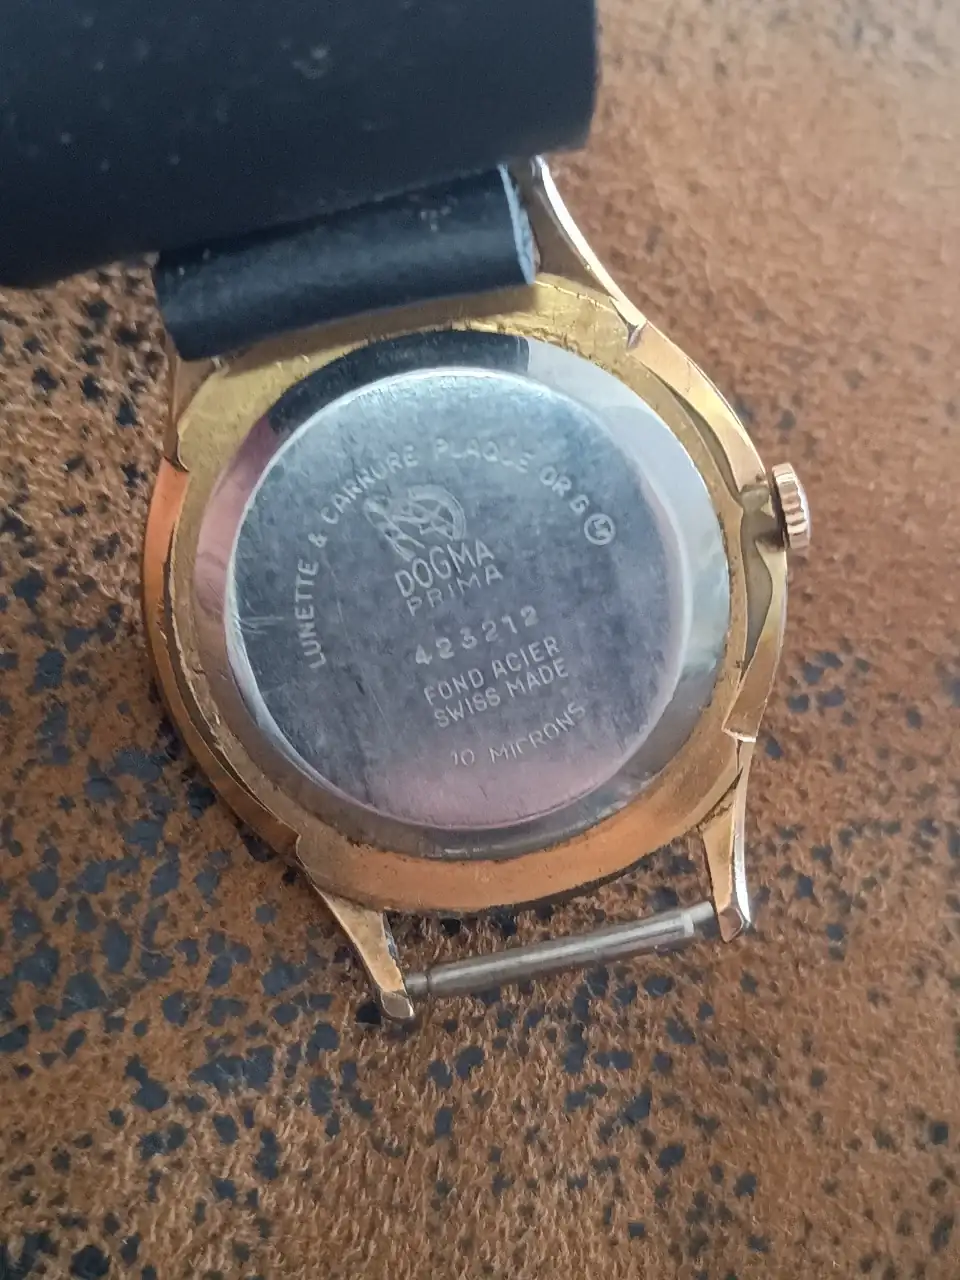 LUNETTE & CARRURE PLAQUE OR G
DOGMA
PRIMA
423212
FOND ACIER
SWISS MADE
10 MICRONS